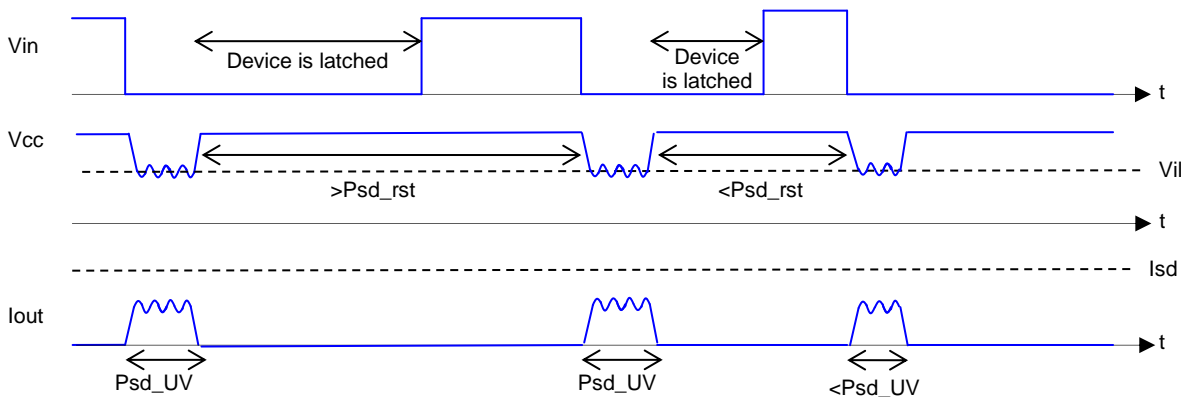 Vin
Device is latched
Device
is latched
t
Vcc
Vil
>Psd_rst
<Psd_rst
t
Isd
Iout
t
Psd_UV
Psd_UV
<Psd_UV